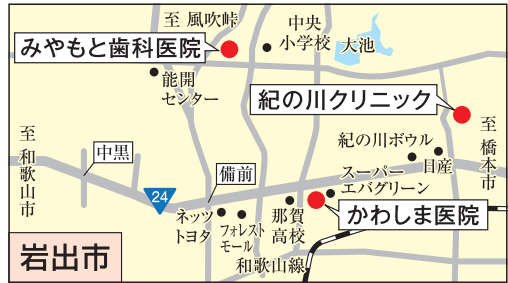 至 風吹峠
中央
小学校
大池
みやもと歯科医院
能開
センター
紀の川クリニック
至 橋本市
至 和歌山市
中黒
紀の川ボウル
日産
備前
スーパー
エバグリーン
24
ネッツ
トヨタ
フォレスト
モール
那賀
高校
かわしま医院
和歌山線
岩出市